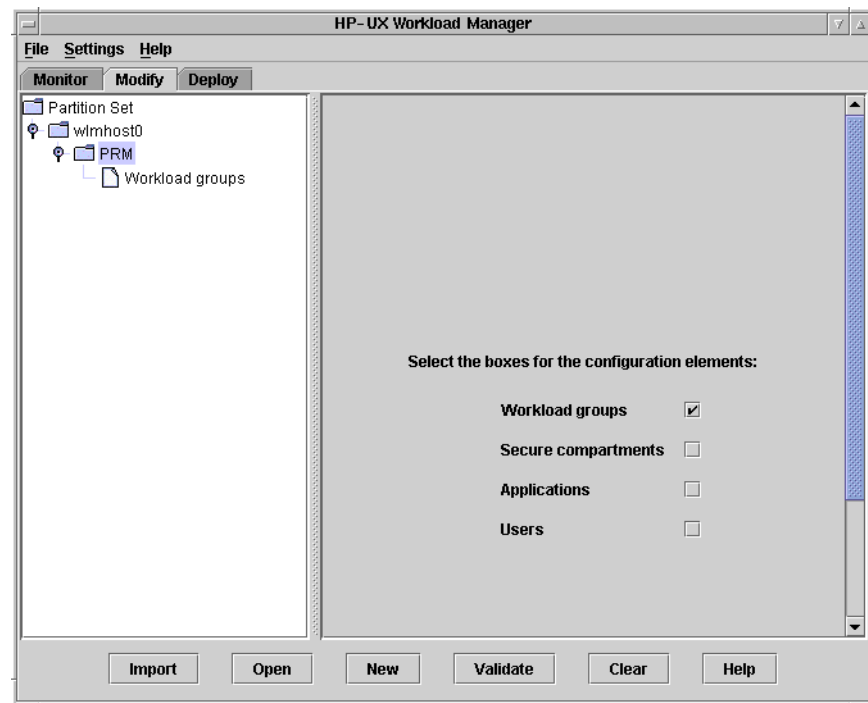 HP-UX Workload Manager
File Settings Help
Monitor Modify Deploy
Partition Set
wlmhost0
PRM
Workload groups
Select the boxes for the configuration elements:
Workload groups
Secure compartments
Applications
Users
Import Open New Validate Clear Help